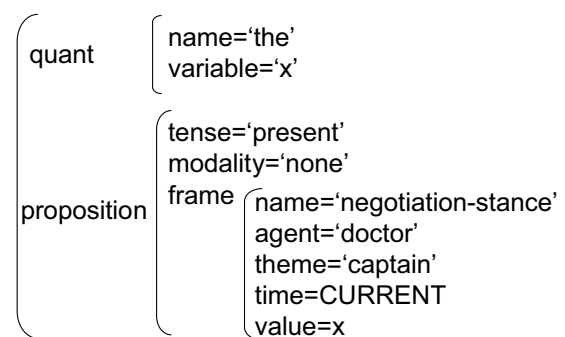 quant
name=‘the’
variable=‘x’
proposition
tense=‘present’
modality=‘none’
frame
name=‘negotiation-stance’
agent=‘doctor’
theme=‘captain’
time=CURRENT
value=x